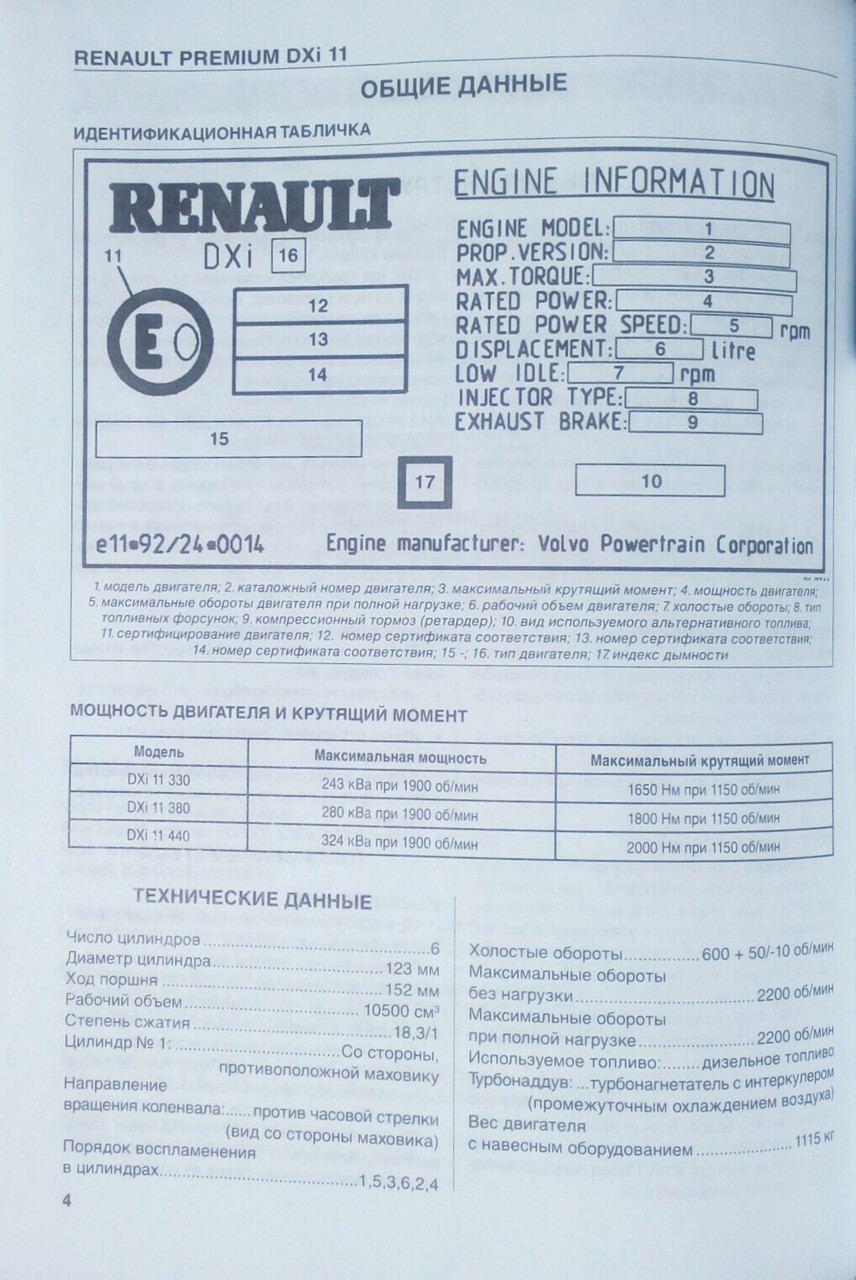 RENAULT PREMIUM DXi 11
ОБЩИЕ ДАННЫЕ
ИДЕНТИФИКАЦИОННАЯ ТАБЛИЧКА
RENAULT
DXi 16
11
E
12
13
14
15
17
ENGINE INFORMATION
ENGINE MODEL: 1
PROP.VERSION: 2
MAX.TORQUE: 3
RATED POWER: 4
RATED POWER SPEED: 5 rpm
DISPLACEMENT: 6 litre
LOW IDLE: 7 rpm
INJECTOR TYPE: 8
EXHAUST BRAKE: 9
10
e11•92/24•0014 Engine manufacturer: Volvo Powertrain Corporation
1. модель двигателя; 2. каталожный номер двигателя; 3. максимальный крутящий момент; 4. мощность двигателя;
5. максимальные обороты двигателя при полной нагрузке; 6. рабочий объем двигателя; 7. холостые обороты; 8. тип
топливных форсунок; 9. компрессионный тормоз (ретардер); 10. вид используемого альтернативного топлива;
11. сертифицирование двигателя; 12. номер сертификата соответствия; 13. номер сертификата соответствия;
14. номер сертификата соответствия; 15 -; 16. тип двигателя; 17. индекс дымности
МОЩНОСТЬ ДВИГАТЕЛЯ И КРУТЯЩИЙ МОМЕНТ
Модель Максимальная мощность Максимальный крутящий момент
DXi 11 330 243 кВа при 1900 об/мин 1650 Нм при 1150 об/мин
DXi 11 380 280 кВа при 1900 об/мин 1800 Нм при 1150 об/мин
DXi 11 440 324 кВа при 1900 об/мин 2000 Нм при 1150 об/мин
ТЕХНИЧЕСКИЕ ДАННЫЕ
Число цилиндров ........ 6
Диаметр цилиндра ........ 123 мм
Ход поршня ........ 152 мм
Рабочий объем ........ 10500 см³
Степень сжатия ........ 18,3/1
Цилиндр № 1: ........ Со стороны,
противоположной маховику
Направление
вращения коленвала: ..... против часовой стрелки
(вид со стороны маховика)
Порядок воспламенения
в цилиндрах ........ 1,5,3,6,2,4
Холостые обороты ........ 600 + 50/-10 об/мин
Максимальные обороты
без нагрузки ........ 2200 об/мин
Максимальные обороты
при полной нагрузке ........ 2200 об/мин
Используемое топливо: ........ дизельное топливо
Турбонаддув: ... турбонагнетатель с интеркулером
(промежуточным охлаждением воздуха)
Вес двигателя
с навесным оборудованием ........ 1115 кг
4